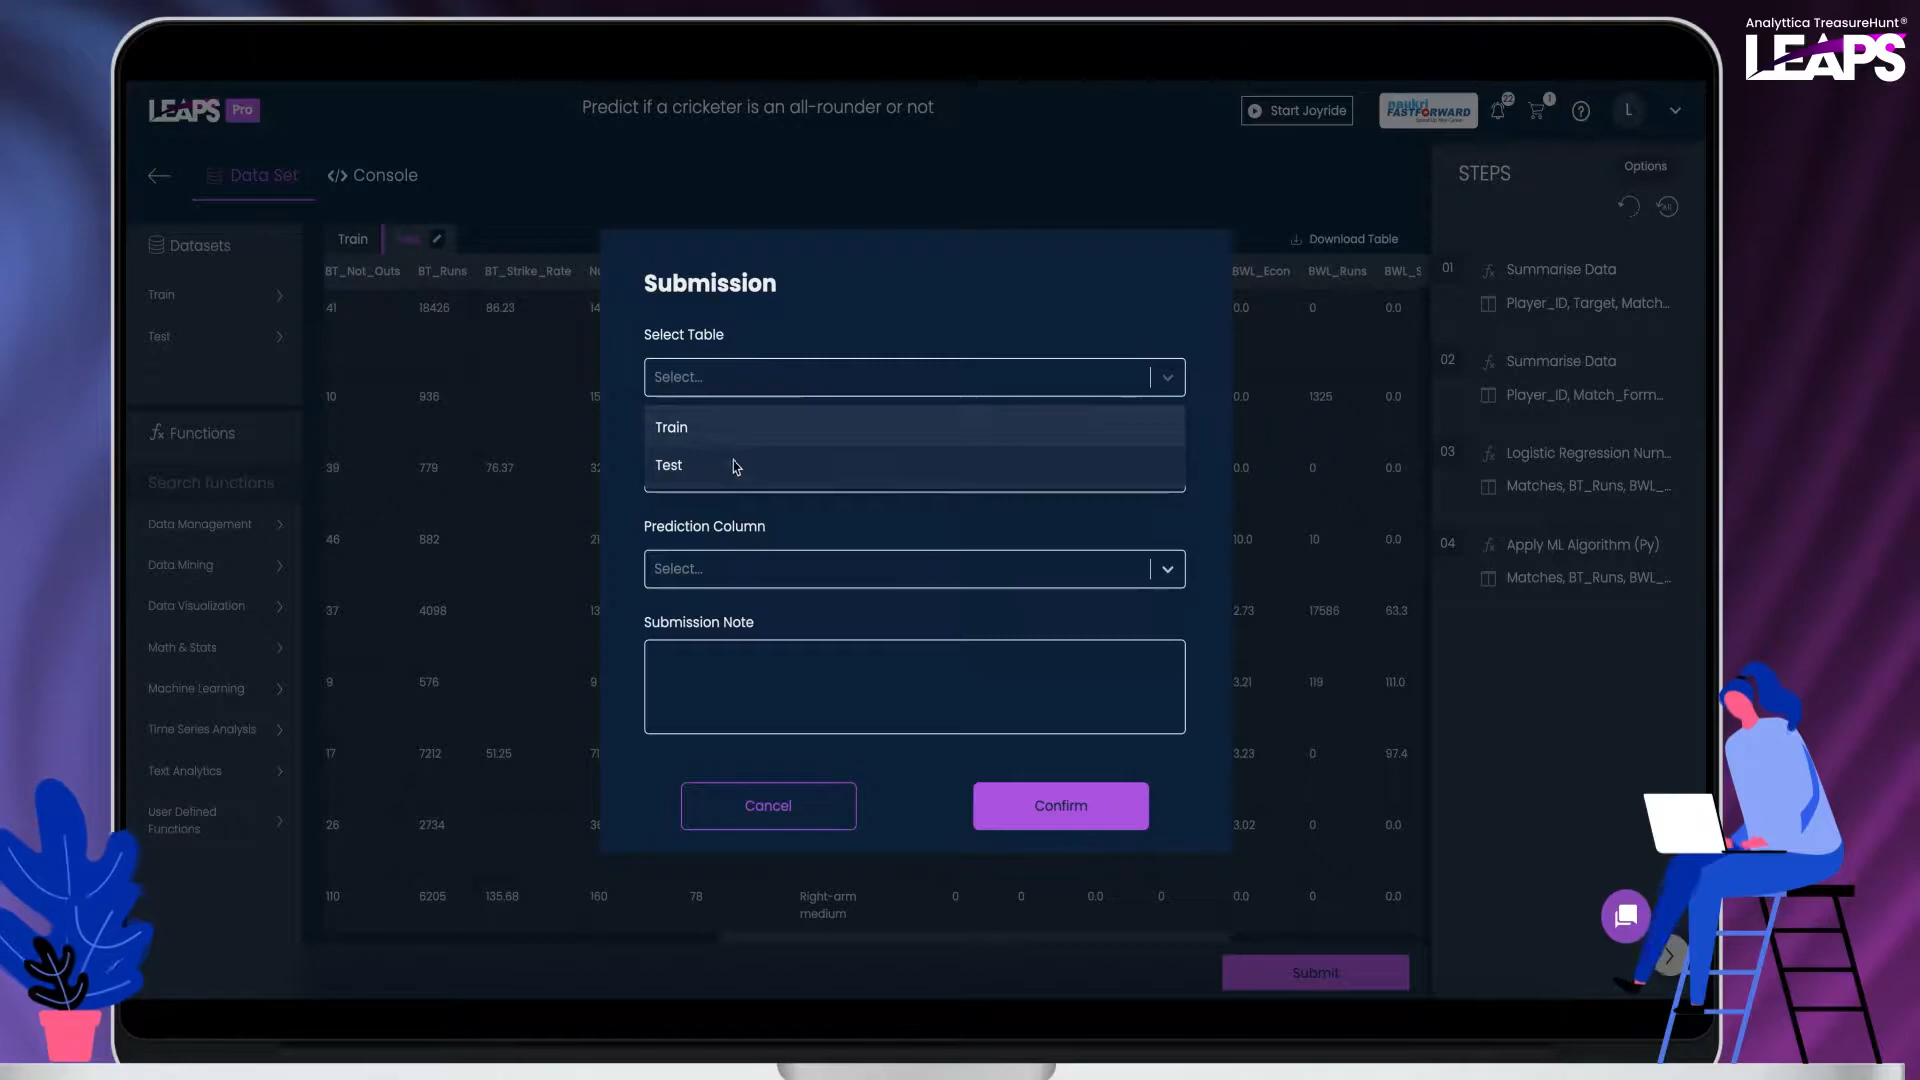 Analyttica TreasureHunt®
LEAPS
LEAPS Pro
Predict if a cricketer is an all-rounder or not
Start Joyride
naukri
FASTFORWARD
22
1
L
Data Set
</> Console
STEPS
Options
Datasets
Train
Test
Train
Download Table
BT_Not_Outs BT_Runs BT_Strike_Rate
BWL_Econ BWL_Runs
41 18426 86.23
0.0 0 0.0
10 936
0.0 1325 0.0
39 779 76.37
0.0 0 0.0
46 882
10.0 10 0.0
37 4098
2.73 17586 63.3
9 576 9
3.21 119 111.0
17 7212 51.25
3.23 0 97.4
26 2734
3.02 0 0.0
110 6205 135.68 160 78 Right-arm medium 0 0 0.0 0 0.0 0 0.0
Functions
Search functions
Data Management
Data Mining
Data Visualization
Math & Stats
Machine Learning
Time Series Analysis
Text Analytics
User Defined
Functions
Submission
Select Table
Select...
Train
Test
Prediction Column
Select...
Submission Note
Cancel
Confirm
Submit
01 Summarise Data
Player_ID, Target, Match...
02 Summarise Data
Player_ID, Match_Form...
03 Logistic Regression Num...
Matches, BT_Runs, BWL_...
04 Apply ML Algorithm (Py)
Matches, BT_Runs, BWL_...